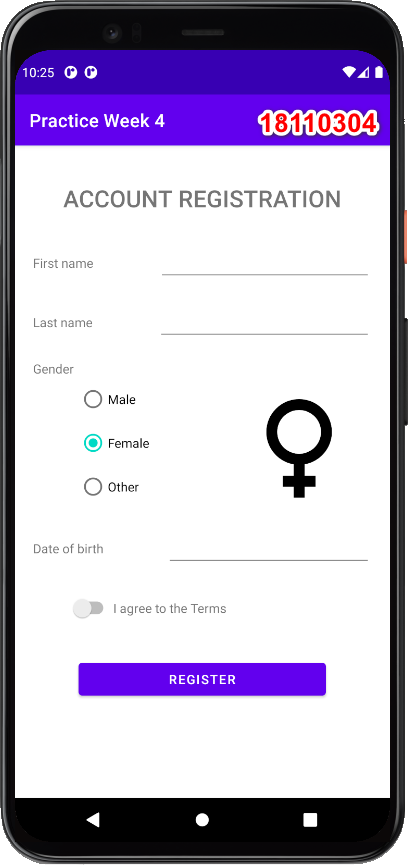 10:25
Practice Week 4 18110304
ACCOUNT REGISTRATION
First name
Last name
Gender
Male
Female
Other
Date of birth
I agree to the Terms
REGISTER